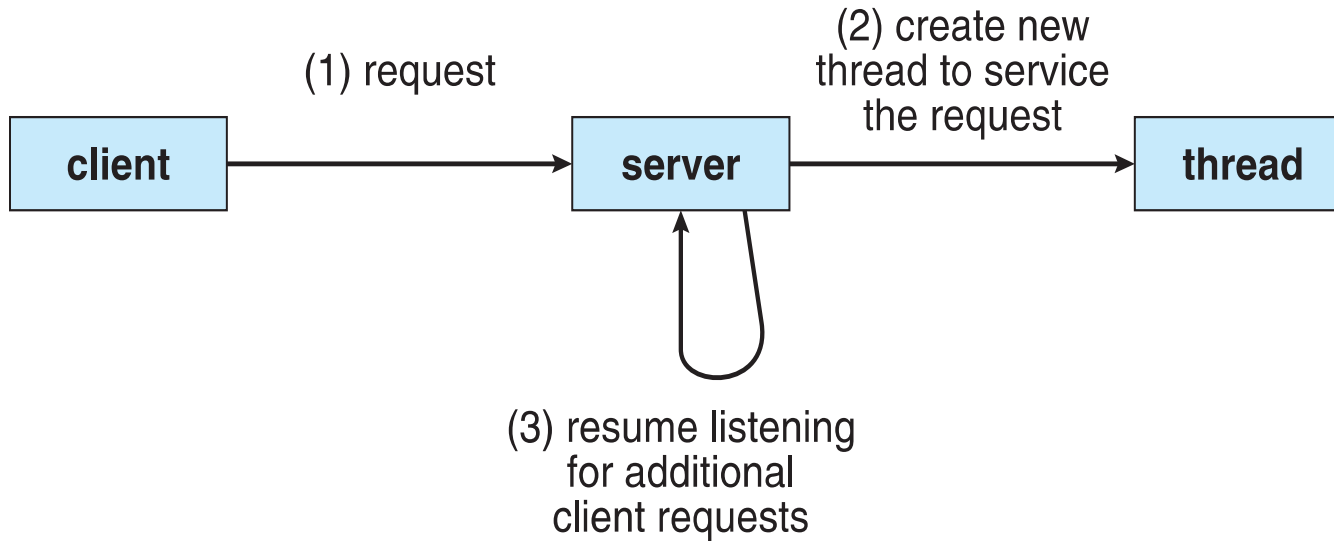 (1) request
(2) create new
thread to service
the request
client
server
thread
(3) resume listening
for additional
client requests